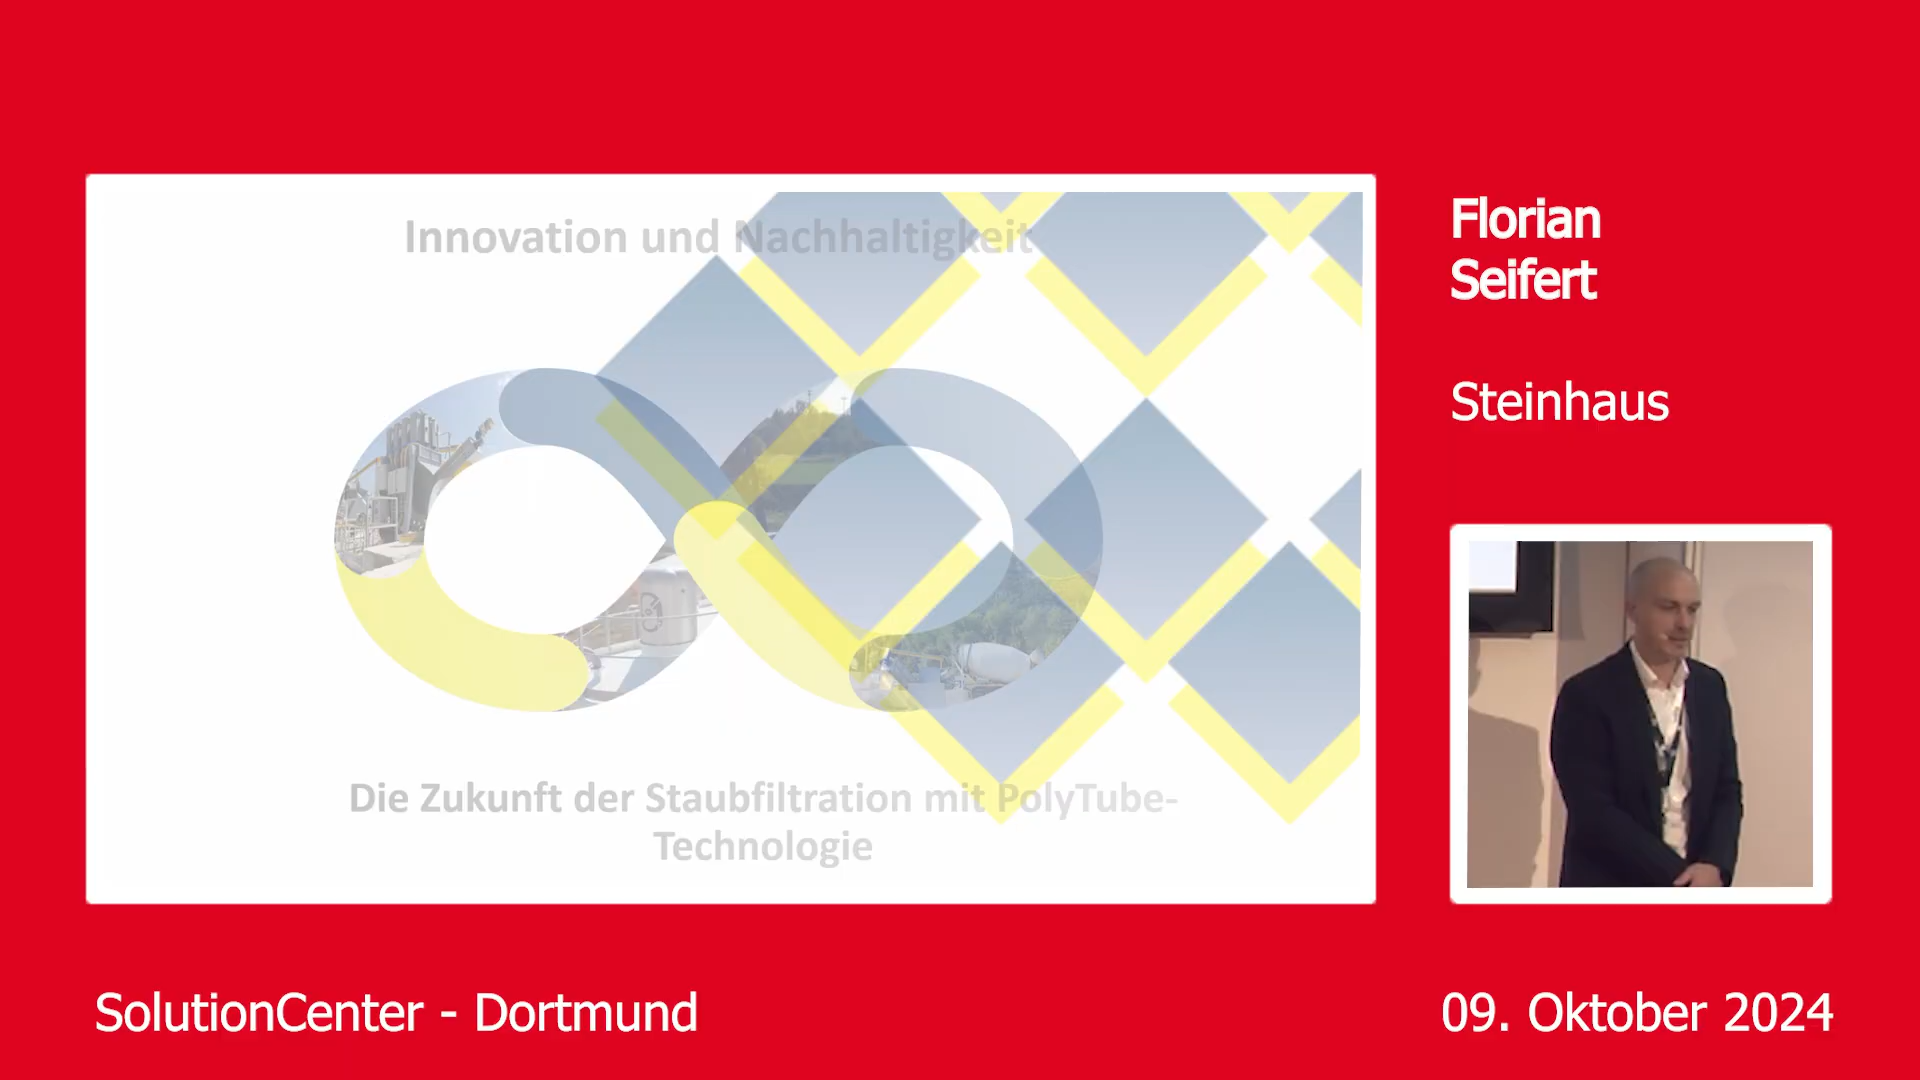 Innovation und Nachhaltigkeit
Die Zukunft der Staubfiltration mit PolyTube-
Technologie
Florian
Seifert
Steinhaus
SolutionCenter - Dortmund
09. Oktober 2024